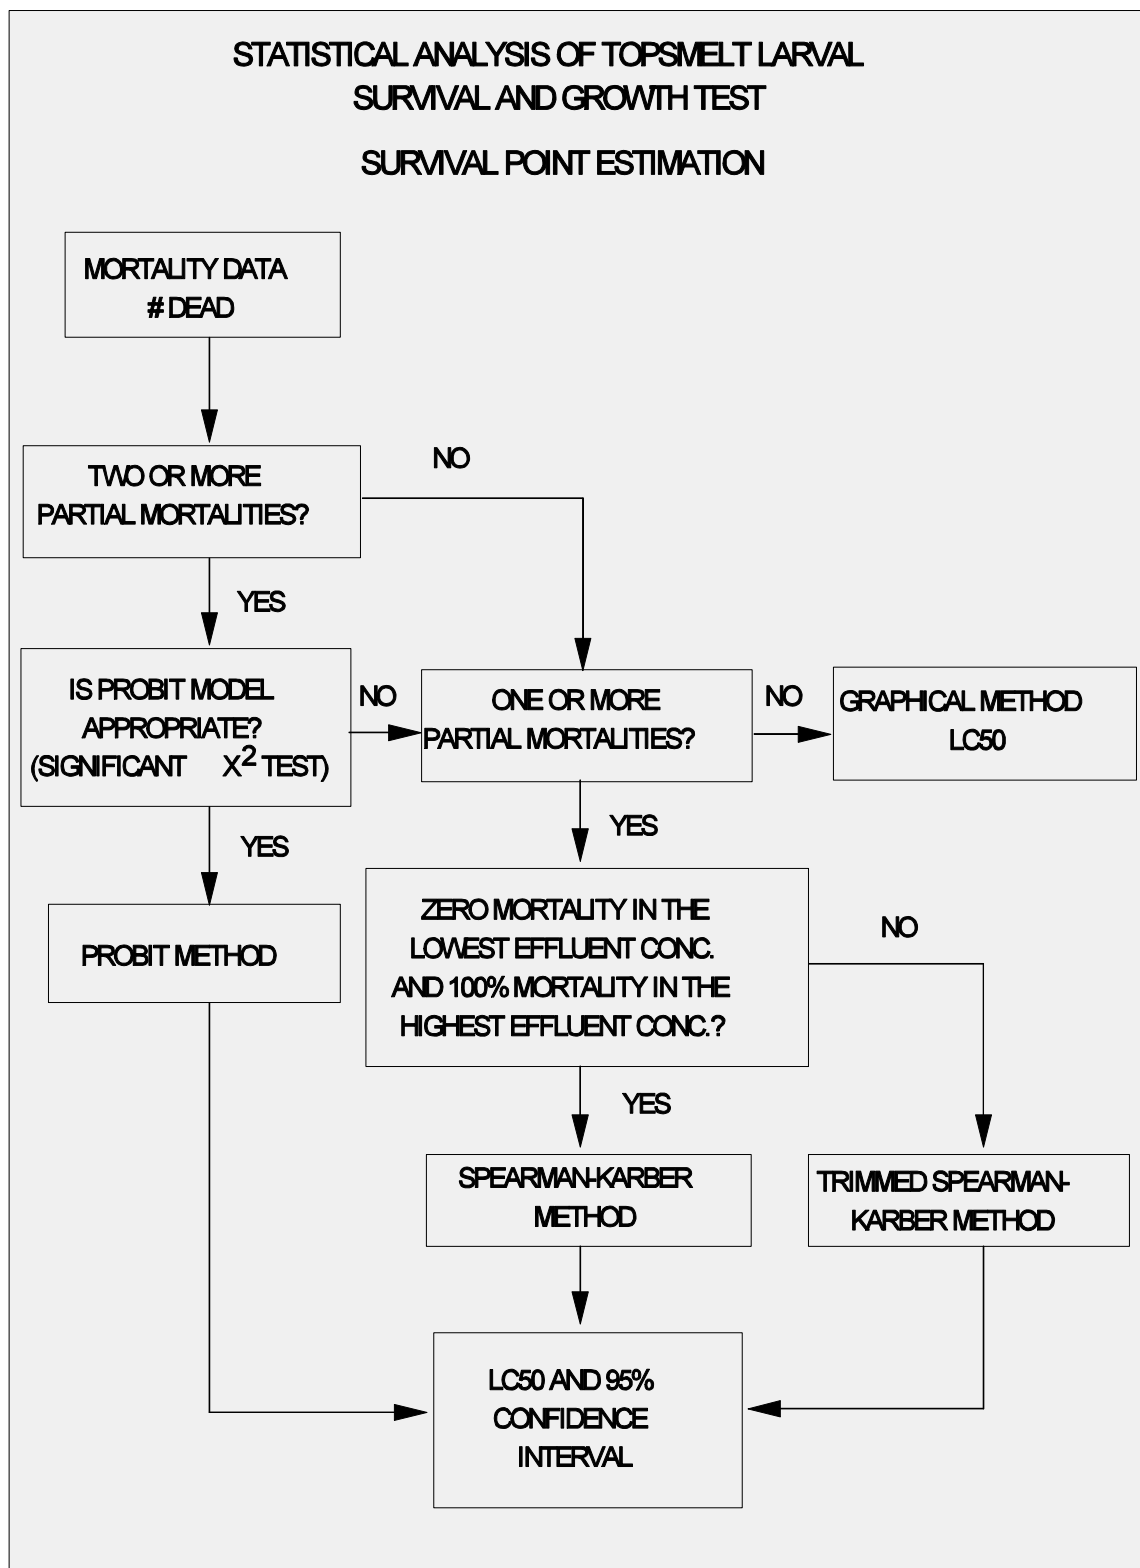 STATISTICAL ANALYSIS OF TOPSMELT LARVAL
SURVIVAL AND GROWTH TEST
SURVIVAL POINT ESTIMATION
MORTALITY DATA
# DEAD
TWO OR MORE
PARTIAL MORTALITIES?
NO
YES
IS PROBIT MODEL
APPROPRIATE?
(SIGNIFICANT X² TEST)
NO
ONE OR MORE
PARTIAL MORTALITIES?
NO
GRAPHICAL METHOD
LC50
YES
YES
PROBIT METHOD
ZERO MORTALITY IN THE
LOWEST EFFLUENT CONC.
AND 100% MORTALITY IN THE
HIGHEST EFFLUENT CONC.?
NO
YES
SPEARMAN-KARBER
METHOD
TRIMMED SPEARMAN-
KARBER METHOD
LC50 AND 95%
CONFIDENCE
INTERVAL